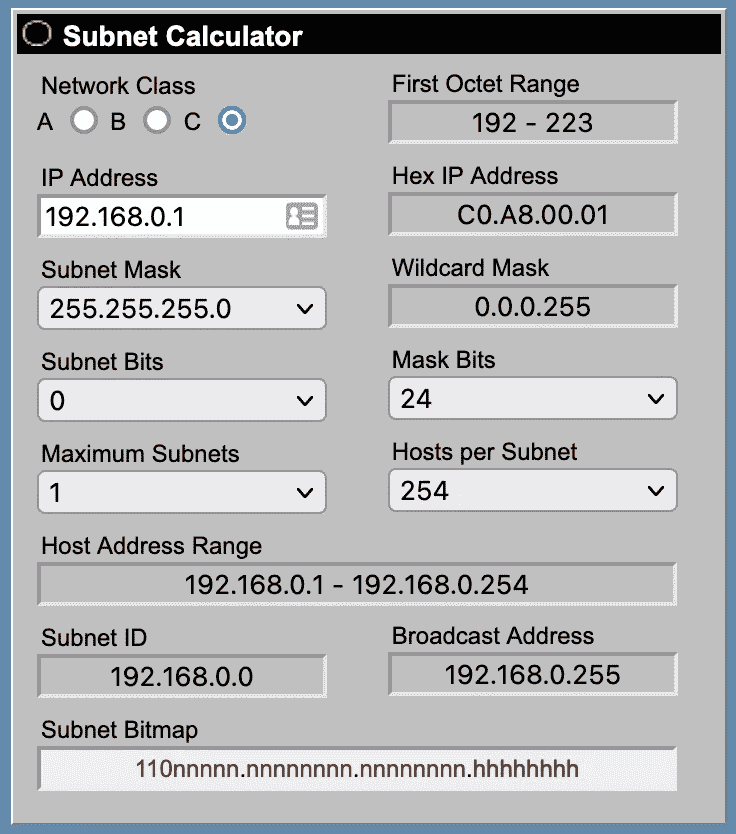 Subnet Calculator
Network Class
First Octet Range
A B C
192 - 223
IP Address
Hex IP Address
192.168.0.1
C0.A8.00.01
Subnet Mask
Wildcard Mask
255.255.255.0
0.0.0.255
Subnet Bits
Mask Bits
0
24
Maximum Subnets
Hosts per Subnet
1
254
Host Address Range
192.168.0.1 - 192.168.0.254
Subnet ID
Broadcast Address
192.168.0.0
192.168.0.255
Subnet Bitmap
110nnnnn.nnnnnnnn.nnnnnnnn.hhhhhhhh